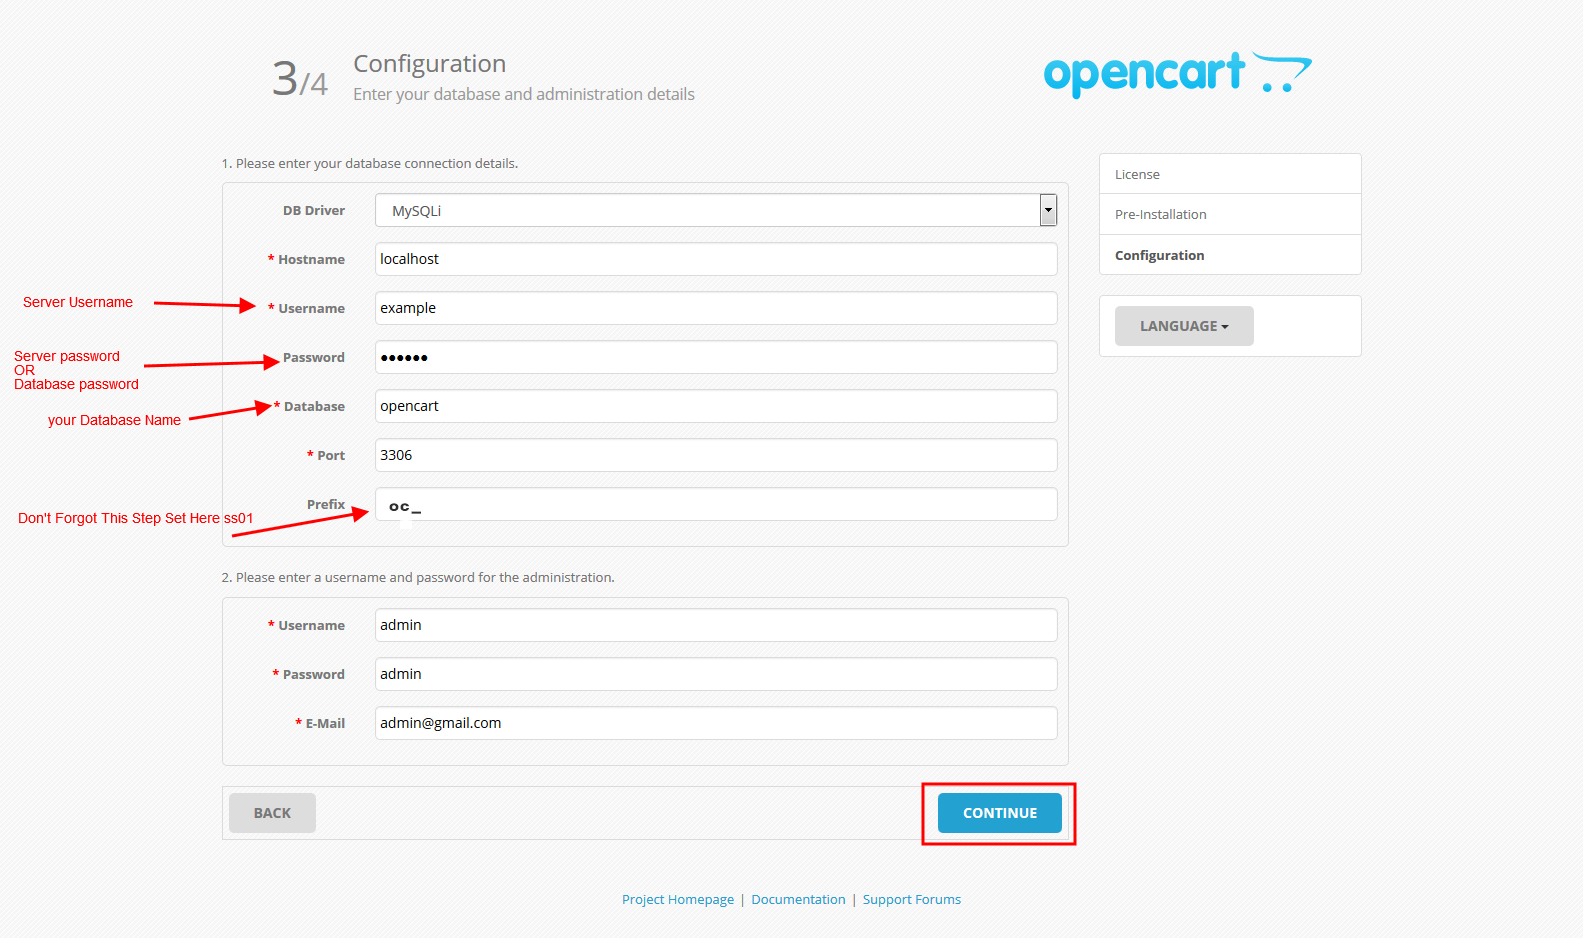 3/4
Configuration
Enter your database and administration details
opencart
1. Please enter your database connection details.
DB Driver MySQLi
* Hostname localhost
Server Username * Username example
Server password
OR
Database password
Password ●●●●●●
your Database Name * Database opencart
* Port 3306
Prefix oc_
Don't Forgot This Step Set Here ss01
2. Please enter a username and password for the administration.
* Username admin
* Password admin
* E-Mail admin@gmail.com
BACK CONTINUE
License
Pre-Installation
Configuration
LANGUAGE
Project Homepage | Documentation | Support Forums